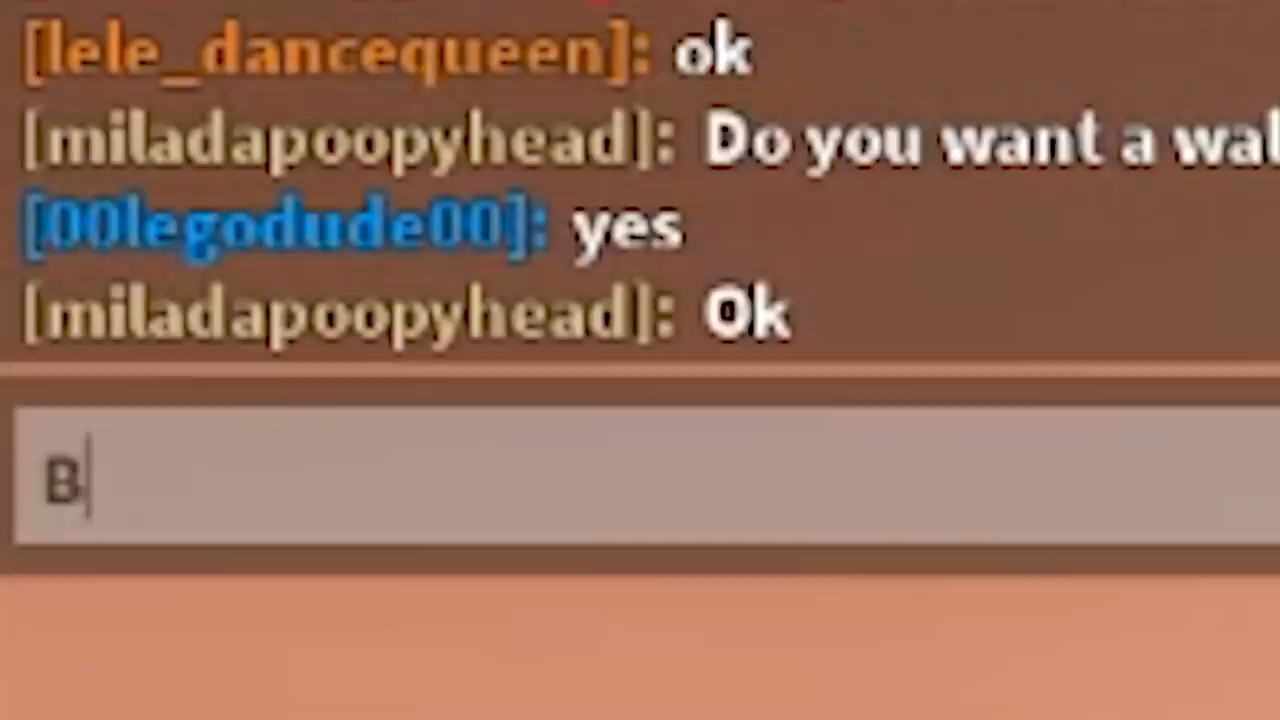 [lele_dancequeen]: ok
[miladapoopyhead]: Do you want a
[00legodude00]: yes
[miladapoopyhead]: Ok
B